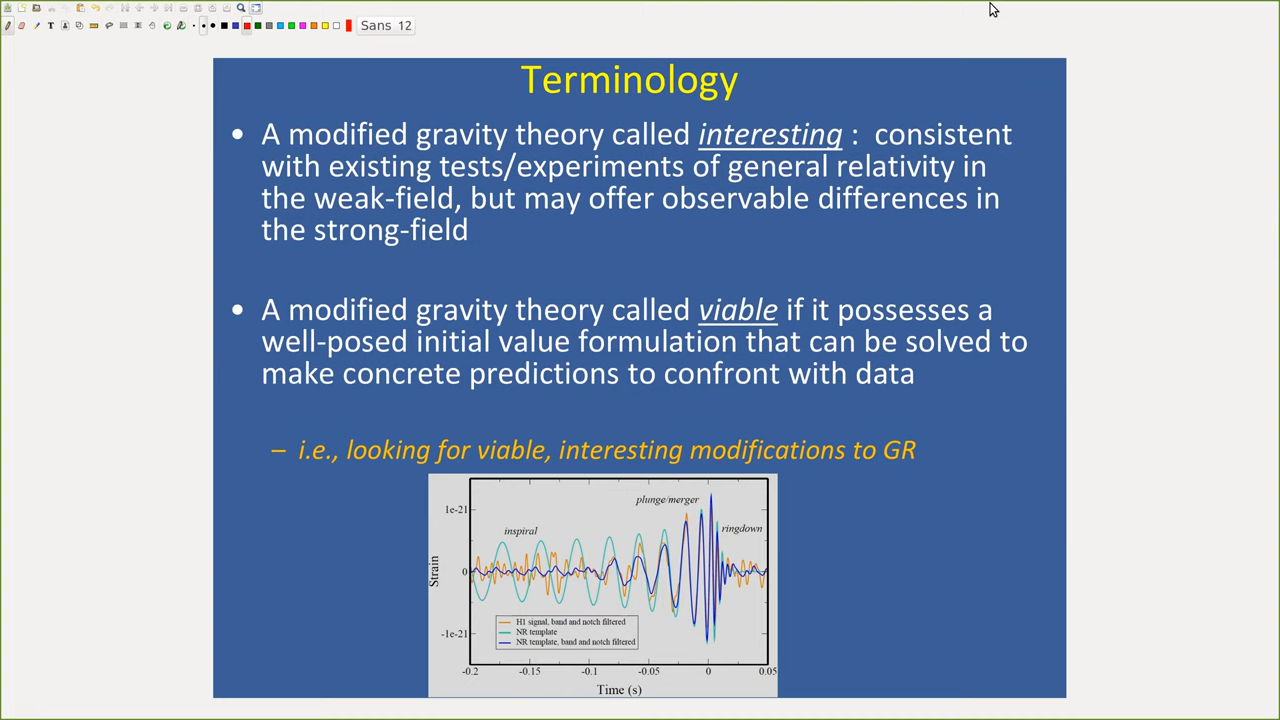 Sans 12
Terminology
• A modified gravity theory called interesting : consistent
with existing tests/experiments of general relativity in
the weak-field, but may offer observable differences in
the strong-field
• A modified gravity theory called viable if it possesses a
well-posed initial value formulation that can be solved to
make concrete predictions to confront with data
– i.e., looking for viable, interesting modifications to GR
plunge/merger
1e-21
inspiral
ringdown
Strain
0
H1 signal, band and notch filtered
NR template
-1e-21
NR template, band and notch filtered
-0.2 -0.15 -0.1 -0.05 0 0.05
Time (s)